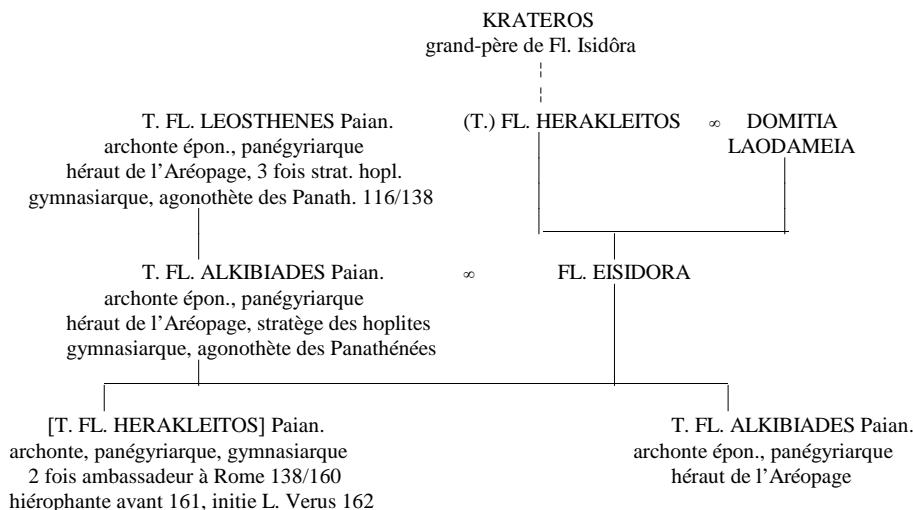 KRATEROS
grand-père de Fl. Isidôra
T. FL. LEOSTHENES Paian.
archonte épon., panégyriarque
héraut de l'Aréopage, 3 fois strat. hopl.
gymnasiarque, agonothète des Panath. 116/138
(T.) FL. HERAKLEITOS ∞ DOMITIA
LAODAMEIA
T. FL. ALKIBIADES Paian. ∞ FL. EISIDORA
archonte épon., panégyriarque
héraut de l'Aréopage, stratège des hoplites
gymnasiarque, agonothète des Panathénées
[T. FL. HERAKLEITOS] Paian.
archonte, panégyriarque, gymnasiarque
2 fois ambassadeur à Rome 138/160
hiérophante avant 161, initie L. Verus 162
T. FL. ALKIBIADES Paian.
archonte épon., panégyriarque
héraut de l'Aréopage